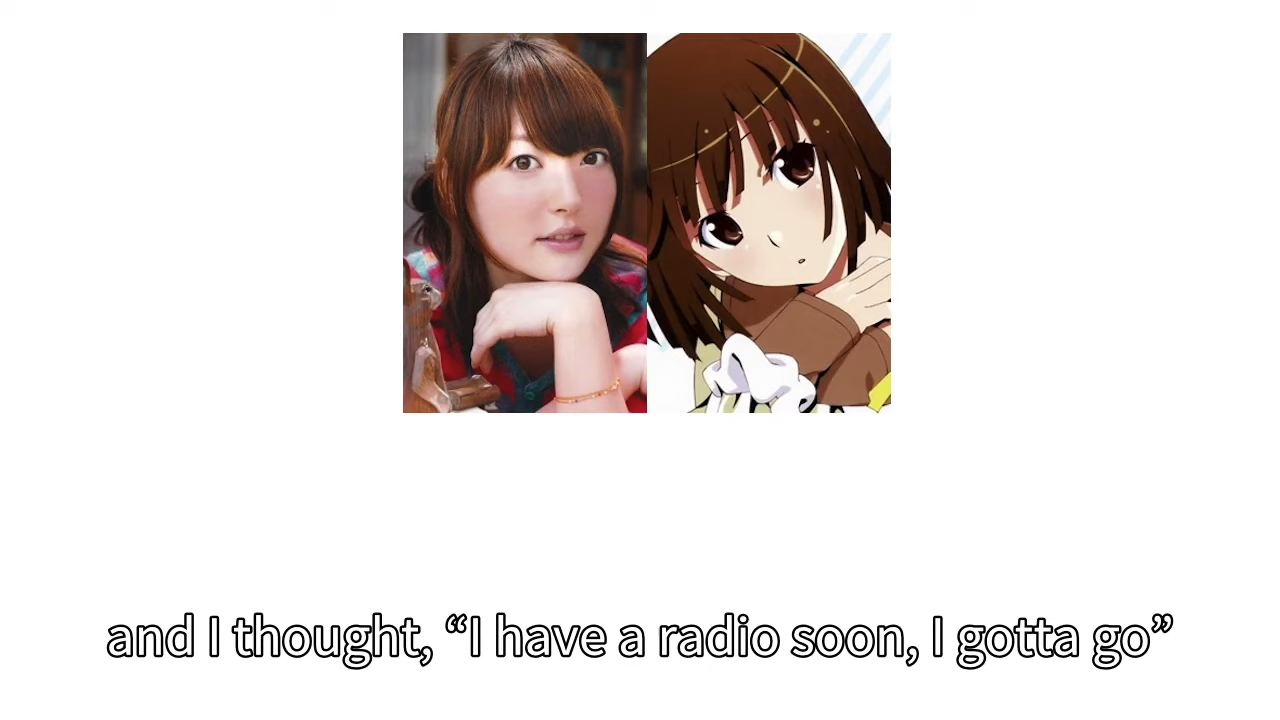 and I thought, “I have a radio soon, I gotta go”